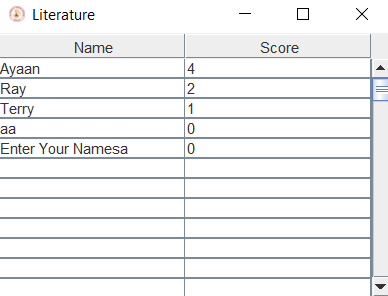 Literature
Name Score
Ayaan 4
Ray 2
Terry 1
aa 0
Enter Your Namesa 0